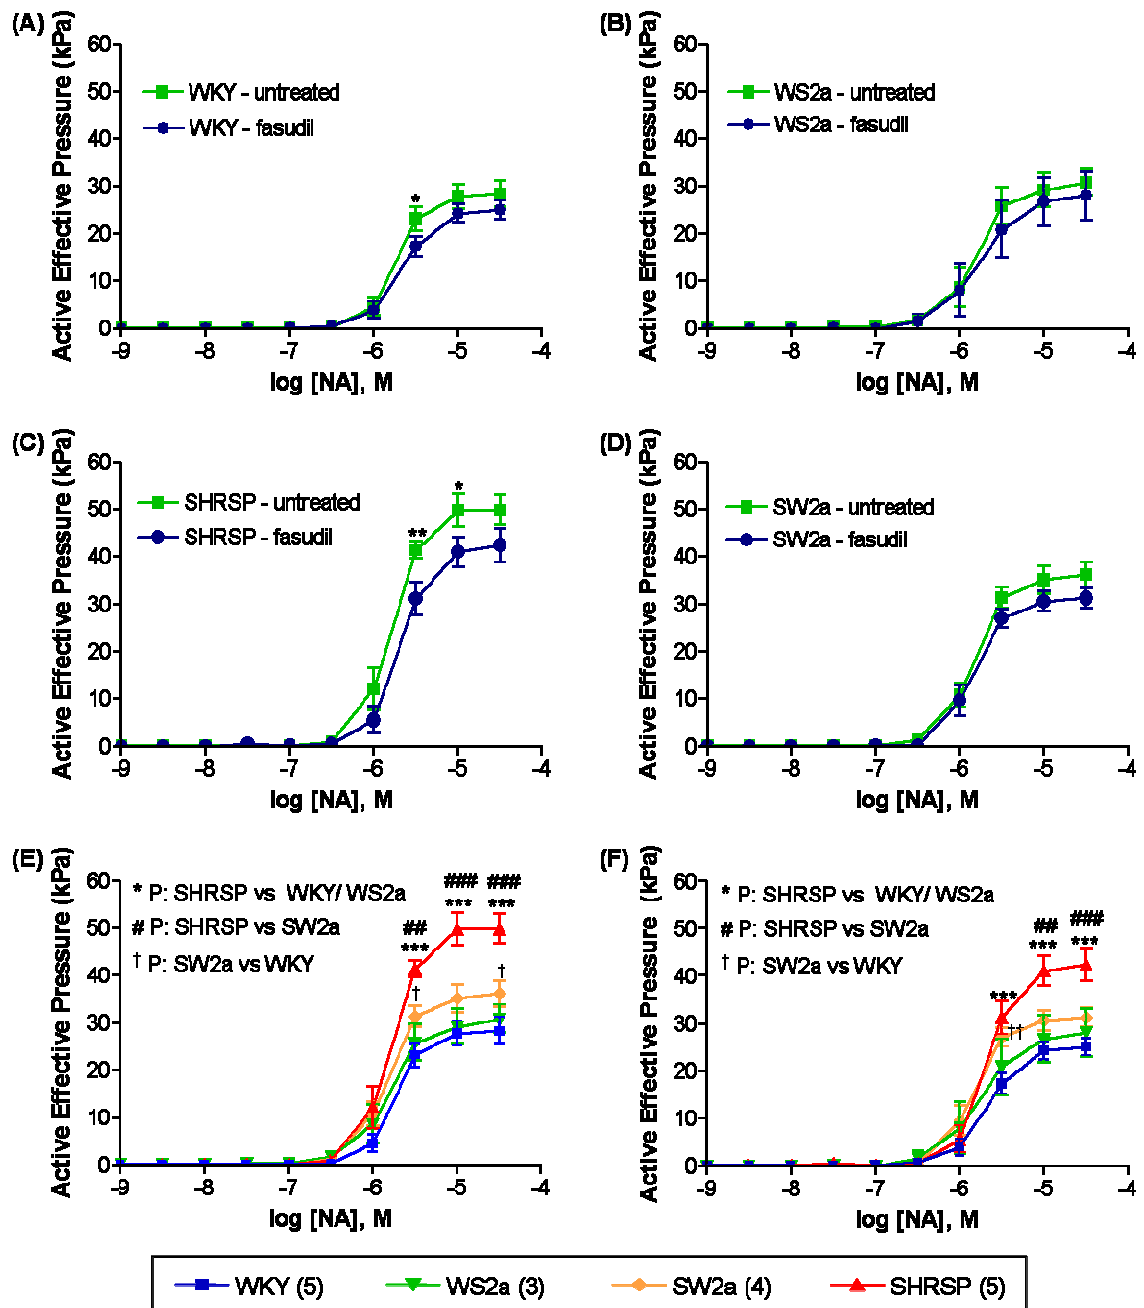 (A)
Active Effective Pressure (kPa)
60
50
40
30
20
10
0
WKY - untreated
WKY - fasudil
*
-9 -8 -7 -6 -5 -4
log [NA], M
(B)
Active Effective Pressure (kPa)
60
50
40
30
20
10
0
WS2a - untreated
WS2a - fasudil
-9 -8 -7 -6 -5 -4
log [NA], M
(C)
Active Effective Pressure (kPa)
60
50
40
30
20
10
0
SHRSP - untreated
SHRSP - fasudil
*
**
-9 -8 -7 -6 -5 -4
log [NA], M
(D)
Active Effective Pressure (kPa)
60
50
40
30
20
10
0
SW2a - untreated
SW2a - fasudil
-9 -8 -7 -6 -5 -4
log [NA], M
(E)
Active Effective Pressure (kPa)
60
50
40
30
20
10
0
* P: SHRSP vs WKY/ WS2a
# P: SHRSP vs SW2a
† P: SW2a vs WKY
### ###
*** ***
##
***
†
†
-9 -8 -7 -6 -5 -4
log [NA], M
(F)
Active Effective Pressure (kPa)
60
50
40
30
20
10
0
* P: SHRSP vs WKY/ WS2a
# P: SHRSP vs SW2a
† P: SW2a vs WKY
## ###
*** ***
***
††
-9 -8 -7 -6 -5 -4
log [NA], M
WKY (5) WS2a (3) SW2a (4) SHRSP (5)